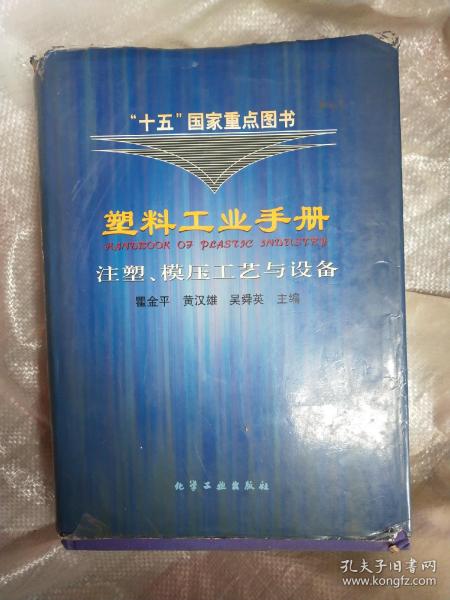 “十五”国家重点图书
塑料工业手册
HANDBOOK OF PLASTIC INDUSTRY
注塑、模压工艺与设备
瞿金平 黄汉雄 吴舜英 主编
化学工业出版社
孔夫子旧书网
www.kongfz.com